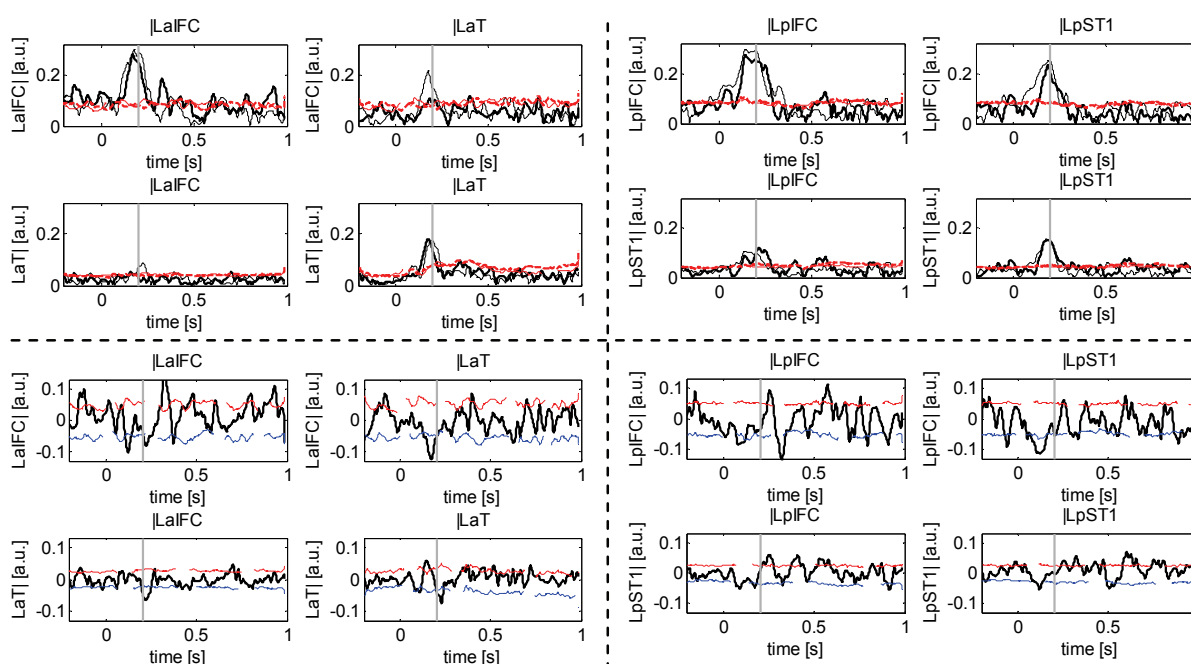 |LaIFC |LaT |LpIFC |LpST1
LaIFC| [a.u.] 0.2 0 LaIFC| [a.u.] 0.2 0 LpIFC| [a.u.] 0.2 0 LpIFC| [a.u.] 0.2 0
0 0.5 1 0 0.5 1 0 0.5 1 0 0.5 1
time [s] time [s] time [s] time [s]
|LaIFC |LaT |LpIFC |LpST1
LaT| [a.u.] 0.2 0 LaT| [a.u.] 0.2 0 LpST1| [a.u.] 0.2 0 LpST1| [a.u.] 0.2 0
0 0.5 1 0 0.5 1 0 0.5 1 0 0.5 1
time [s] time [s] time [s] time [s]
|LaIFC |LaT |LpIFC |LpST1
LaIFC| [a.u.] 0.1 0 -0.1 LaIFC| [a.u.] 0.1 0 -0.1 LpIFC| [a.u.] 0.1 0 -0.1 LpIFC| [a.u.] 0.1 0 -0.1
0 0.5 1 0 0.5 1 0 0.5 1 0 0.5 1
time [s] time [s] time [s] time [s]
|LaIFC |LaT |LpIFC |LpST1
LaT| [a.u.] 0.1 0 -0.1 LaT| [a.u.] 0.1 0 -0.1 LpST1| [a.u.] 0.1 0 -0.1 LpST1| [a.u.] 0.1 0 -0.1
0 0.5 1 0 0.5 1 0 0.5 1 0 0.5 1
time [s] time [s] time [s] time [s]